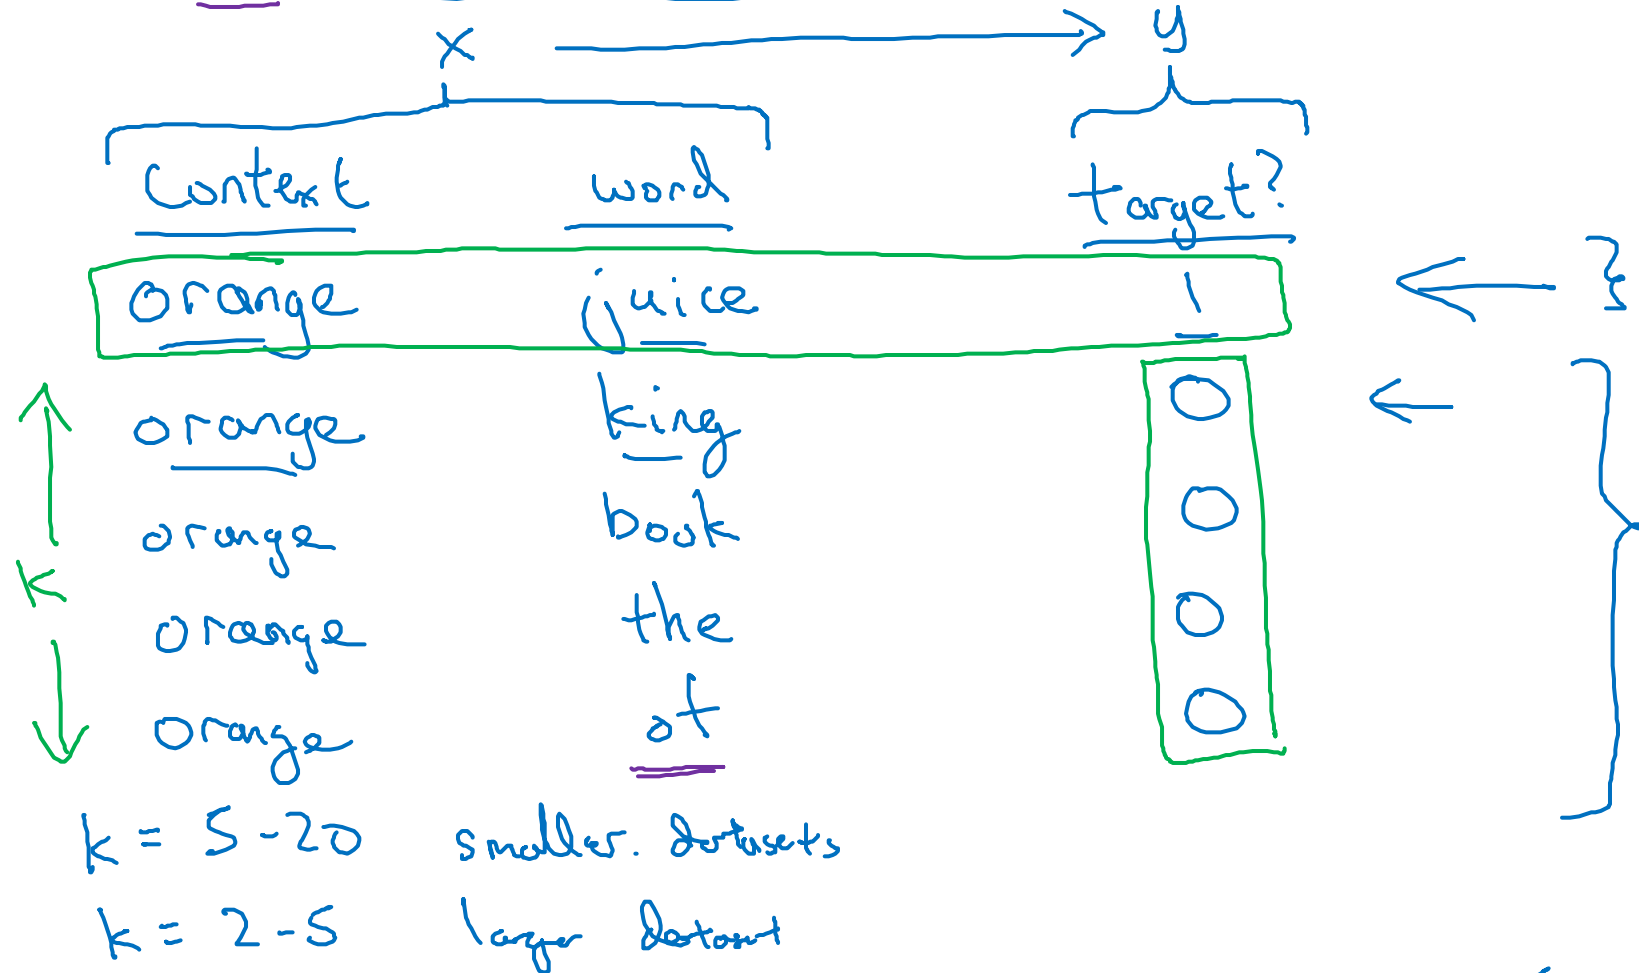 x → y
Context word target?
orange juice 1
orange king 0
orange book 0
orange the 0
orange of 0
k
k = 5-20 smaller. datasets
k = 2-5 larger dataset